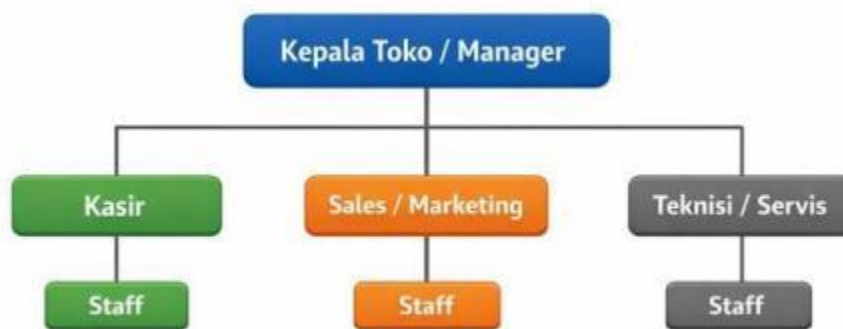 Kepala Toko / Manager
Kasir
Sales / Marketing
Teknisi / Servis
Staff
Staff
Staff